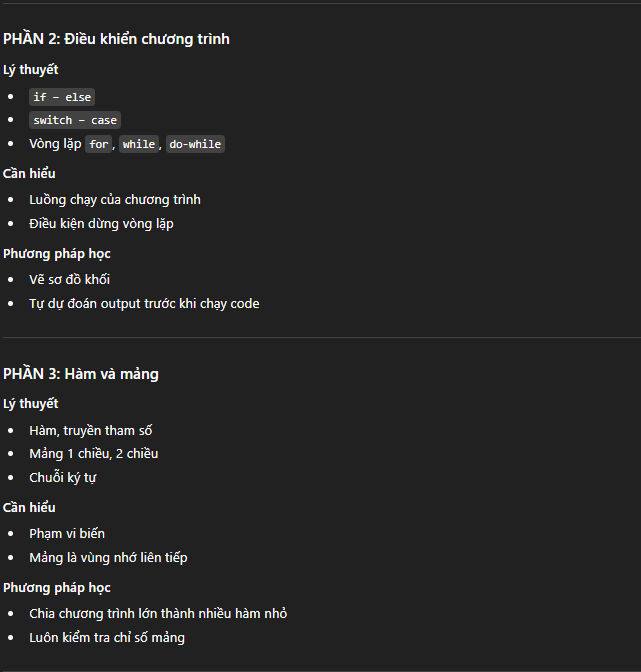 PHẦN 2: Điều khiển chương trình
Lý thuyết
• if – else
• switch – case
• Vòng lặp for, while, do-while
Cần hiểu
• Luồng chạy của chương trình
• Điều kiện dừng vòng lặp
Phương pháp học
• Vẽ sơ đồ khối
• Tự dự đoán output trước khi chạy code
PHẦN 3: Hàm và mảng
Lý thuyết
• Hàm, truyền tham số
• Mảng 1 chiều, 2 chiều
• Chuỗi ký tự
Cần hiểu
• Phạm vi biến
• Mảng là vùng nhớ liên tiếp
Phương pháp học
• Chia chương trình lớn thành nhiều hàm nhỏ
• Luôn kiểm tra chỉ số mảng